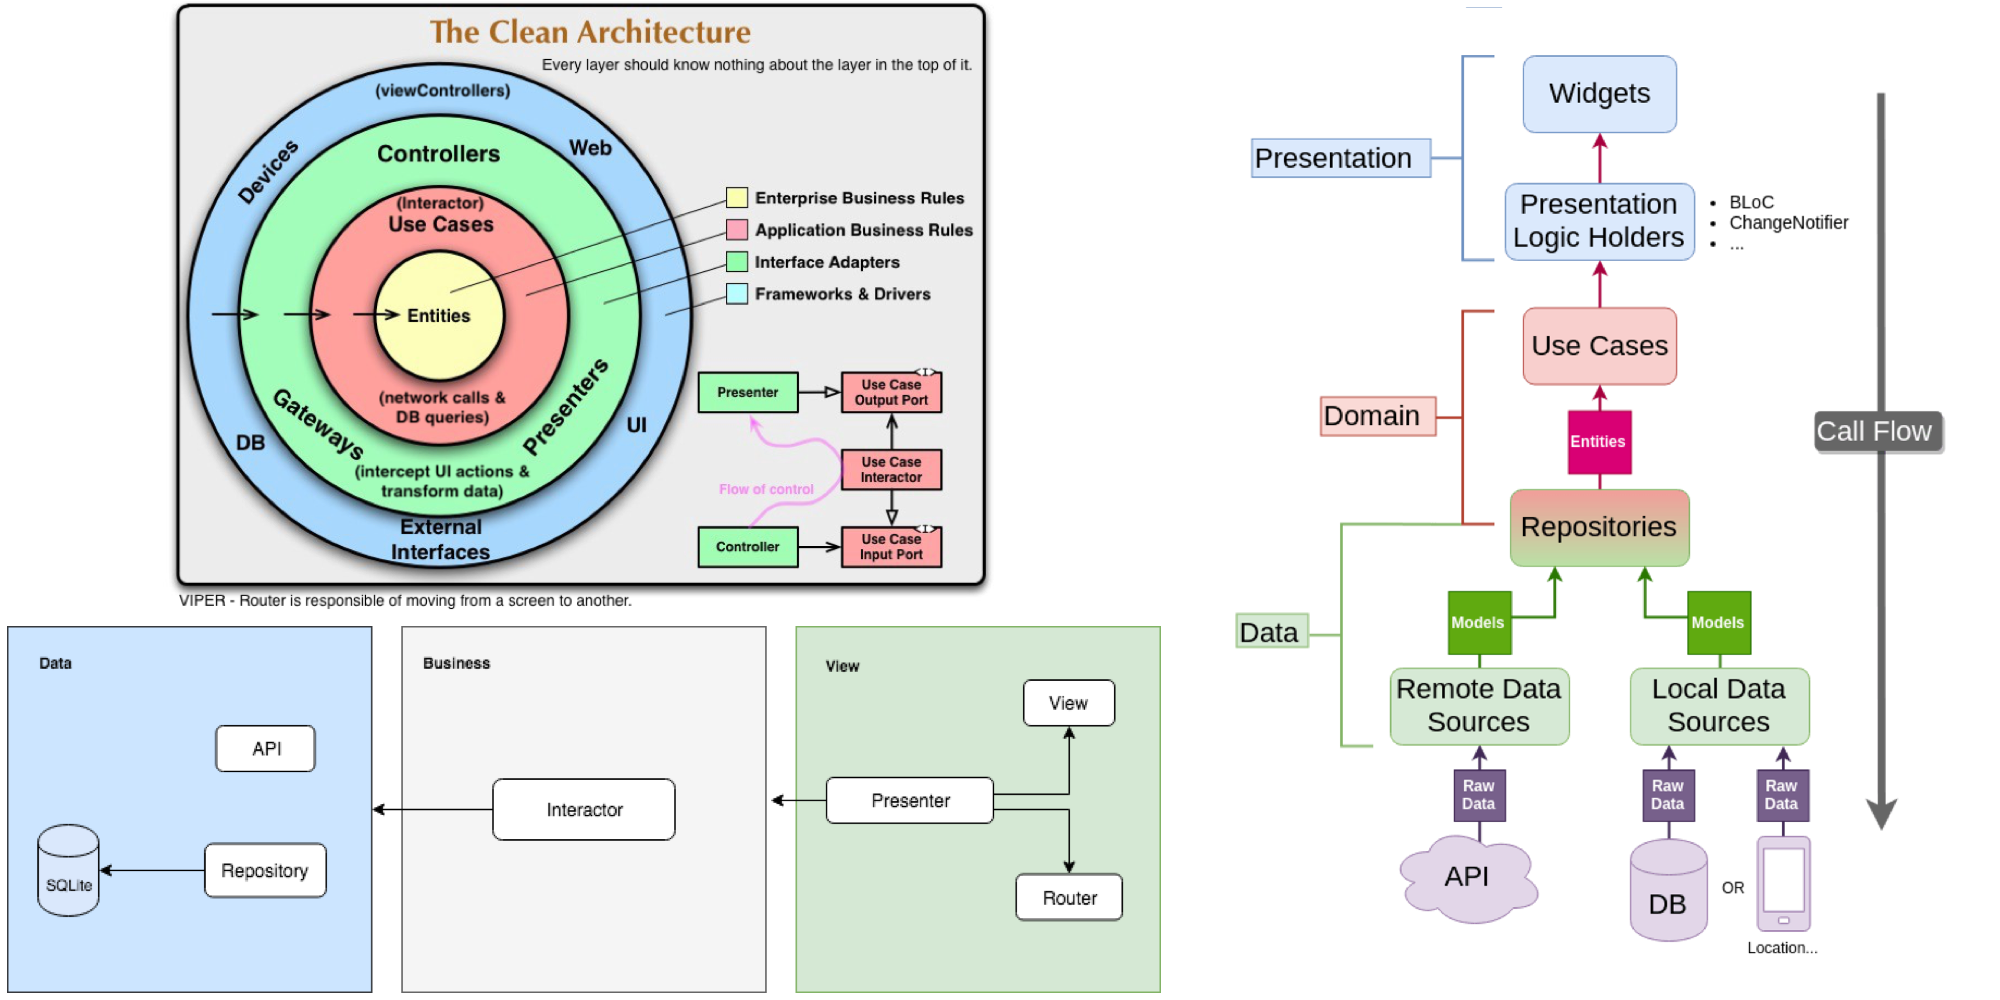 The Clean Architecture
Every layer should know nothing about the layer in the top of it.
(viewControllers)
Devices
Web
Controllers
(Interactor)
Use Cases
Entities
(network calls &
DB queries)
Gateways
Presenters
(intercept UI actions &
transform data)
DB
UI
External
Interfaces
Enterprise Business Rules
Application Business Rules
Interface Adapters
Frameworks & Drivers
Presenter
<I>
Use Case
Output Port
Use Case
Interactor
Flow of control
Controller
<I>
Use Case
Input Port
VIPER - Router is responsible of moving from a screen to another.
Data
API
SQLite
Repository
Business
Interactor
View
View
Presenter
Router
Presentation
Widgets
Presentation
Logic Holders
• BLoC
• ChangeNotifier
• ...
Domain
Use Cases
Entities
Repositories
Call Flow
Data
Models
Models
Remote Data
Sources
Local Data
Sources
Raw
Data
Raw
Data
Raw
Data
API
DB
OR
Location...